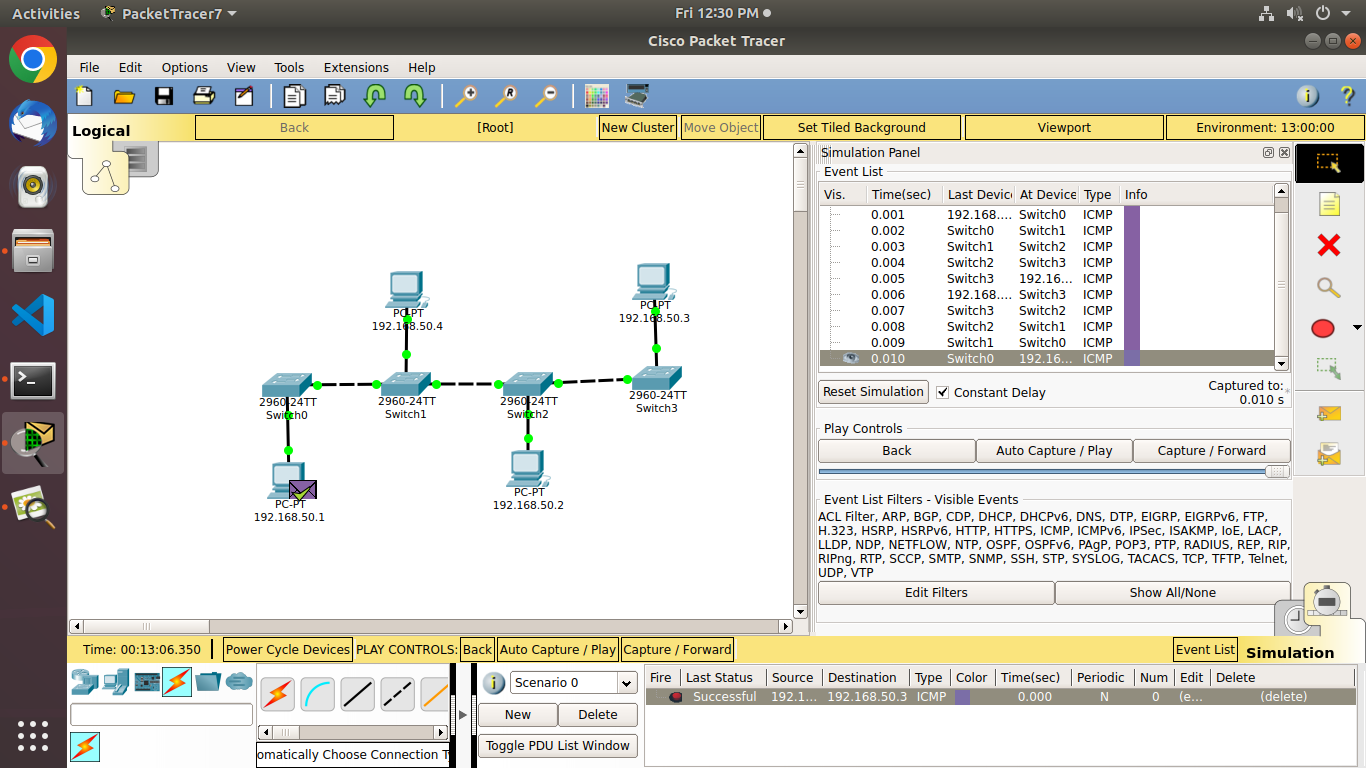 Activities PacketTracer7 Fri 12:30 PM
Cisco Packet Tracer
File Edit Options View Tools Extensions Help
Logical Back [Root] New Cluster Move Object Set Tiled Background Viewport Environment: 13:00:00
PC-PT
192.168.50.4
PC-PT
192.168.50.3
2960-24TT
Switch0
2960-24TT
Switch1
2960-24TT
Switch2
2960-24TT
Switch3
PC-PT
192.168.50.1
PC-PT
192.168.50.2
Simulation Panel
Event List
Vis. Time(sec) Last Devic At Device Type Info
0.001 192.168.... Switch0 ICMP
0.002 Switch0 Switch1 ICMP
0.003 Switch1 Switch2 ICMP
0.004 Switch2 Switch3 ICMP
0.005 Switch3 192.16... ICMP
0.006 192.168.... Switch3 ICMP
0.007 Switch3 Switch2 ICMP
0.008 Switch2 Switch1 ICMP
0.009 Switch1 Switch0 ICMP
0.010 Switch0 192.16... ICMP
Reset Simulation Constant Delay Captured to:
0.010 s
Play Controls
Back Auto Capture / Play Capture / Forward
Event List Filters - Visible Events
ACL Filter, ARP, BGP, CDP, DHCP, DHCPv6, DNS, DTP, EIGRP, EIGRPv6, FTP,
H.323, HSRP, HSRPv6, HTTP, HTTPS, ICMP, ICMPv6, IPSec, ISAKMP, IoE, LACP,
LLDP, NDP, NETFLOW, NTP, OSPF, OSPFv6, PAgP, POP3, PTP, RADIUS, REP, RIP,
RIPng, RTP, SCCP, SMTP, SNMP, SSH, STP, SYSLOG, TACACS, TCP, TFTP, Telnet,
UDP, VTP
Edit Filters Show All/None
Time: 00:13:06.350 Power Cycle Devices PLAY CONTROLS: Back Auto Capture / Play Capture / Forward Event List Simulation
omatically Choose Connection T
Scenario 0
New Delete
Toggle PDU List Window
Fire Last Status Source Destination Type Color Time(sec) Periodic Num Edit Delete
Successful 192.1... 192.168.50.3 ICMP 0.000 N 0 (e... (delete)